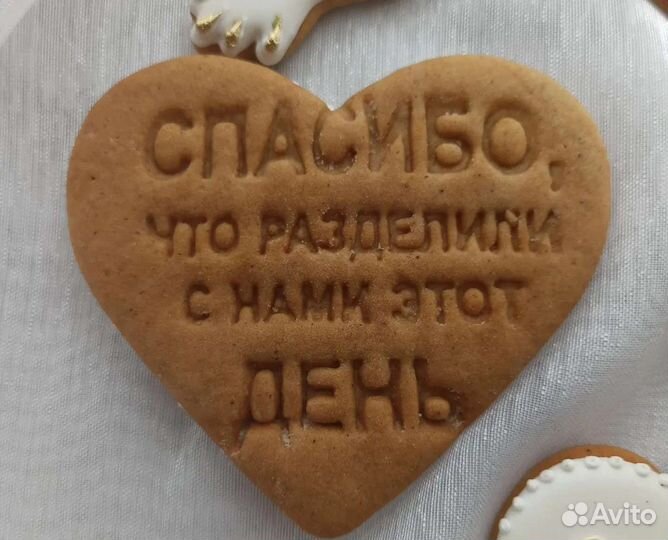 СПАСИБО,
ЧТО РАЗДЕЛИЛИ
С НАМИ ЭТОТ
ДЕНЬ
Avito